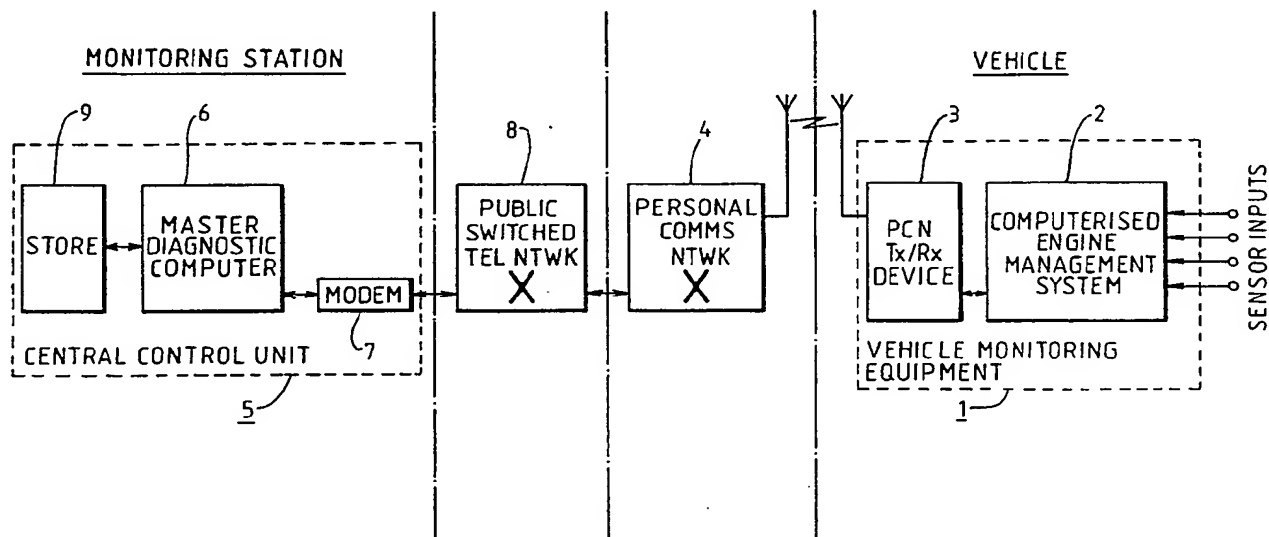 MONITORING STATION
VEHICLE
9
6
8
4
3
2
STORE
MASTER
DIAGNOSTIC
COMPUTER
MODEM
7
CENTRAL CONTROL UNIT
5
PUBLIC
SWITCHED
TEL NTWK
X
PERSONAL
COMMS
NTWK
X
PCN
Tx/Rx
DEVICE
COMPUTERISED
ENGINE
MANAGEMENT
SYSTEM
SENSOR INPUTS
VEHICLE MONITORING
EQUIPMENT
1